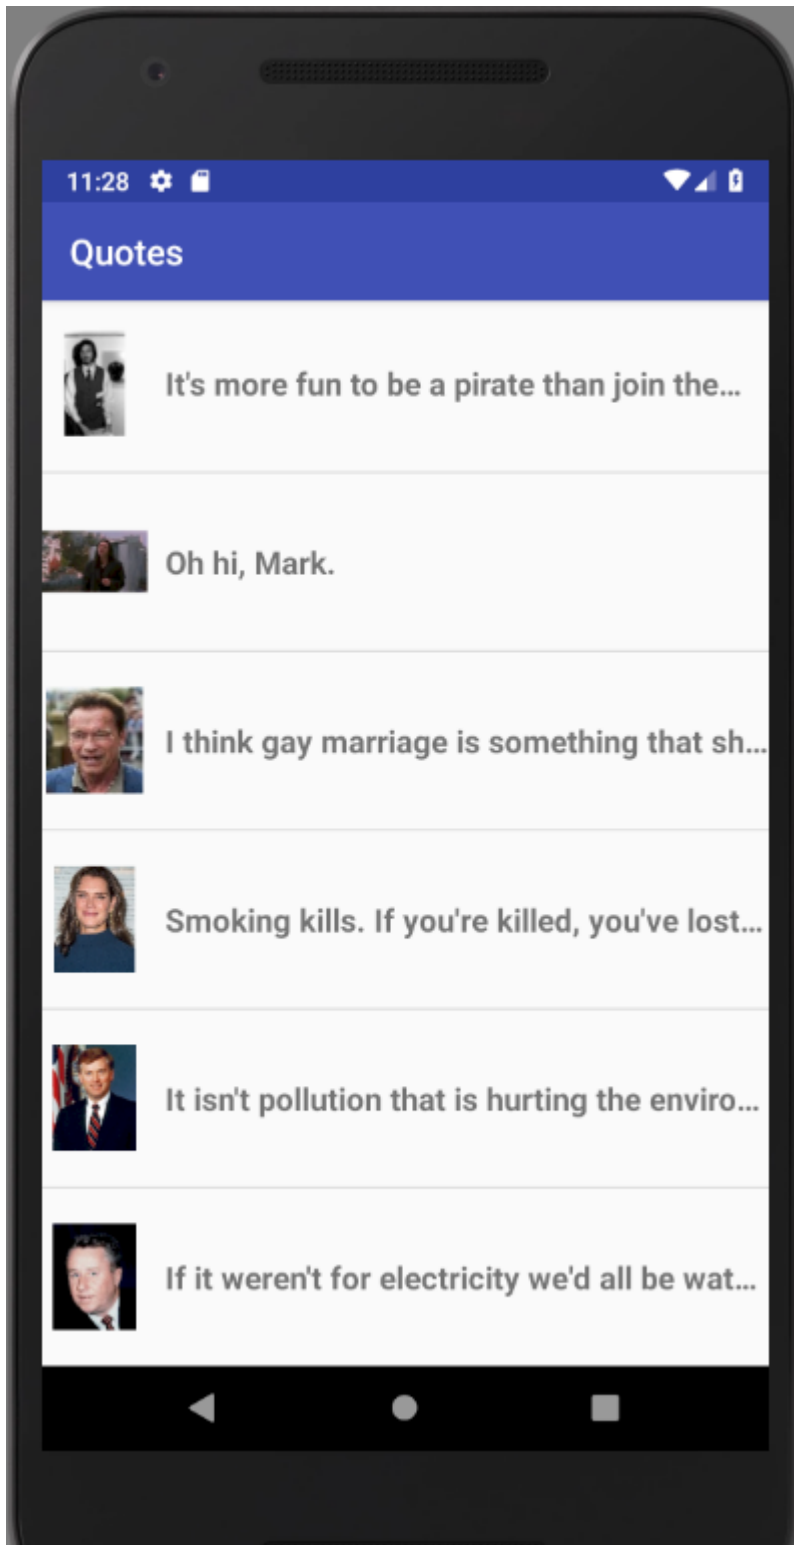 11:28
Quotes
It's more fun to be a pirate than join the…
Oh hi, Mark.
I think gay marriage is something that sh…
Smoking kills. If you're killed, you've lost…
It isn't pollution that is hurting the enviro…
If it weren't for electricity we'd all be wat…